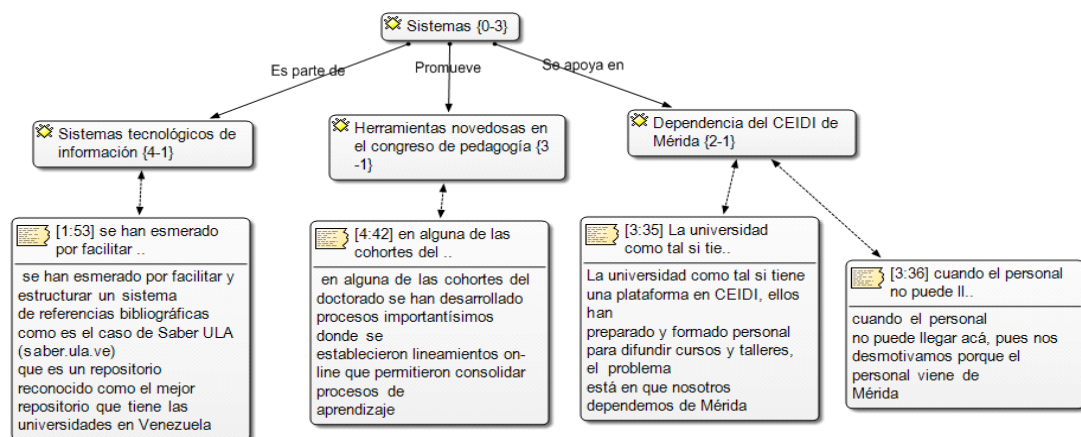 Sistemas {0-3}
Es parte de
Promueve
Se apoya en
Sistemas tecnológicos de
información {4-1}
Herramientas novedosas en
el congreso de pedagogía {3
-1}
Dependencia del CEIDI de
Mérida {2-1}
[1:53] se han esmerado
por facilitar ..
se han esmerado por facilitar y
estructurar un sistema
de referencias bibliográficas
como es el caso de Saber ULA
(saber.ula.ve)
que es un repositorio
reconocido como el mejor
repositorio que tiene las
universidades en Venezuela
[4:42] en alguna de las
cohortes del ..
en alguna de las cohortes del
doctorado se han desarrollado
procesos importantísimos
donde se
establecieron lineamientos on-
line que permitieron consolidar
procesos de
aprendizaje
[3:35] La universidad
como tal si tie..
La universidad como tal si tiene
una plataforma en CEIDI, ellos
han
preparado y formado personal
para difundir cursos y talleres,
el problema
está en que nosotros
dependemos de Mérida
[3:36] cuando el personal
no puede ll..
cuando el personal
no puede llegar acá, pues nos
desmotivamos porque el
personal viene de
Mérida